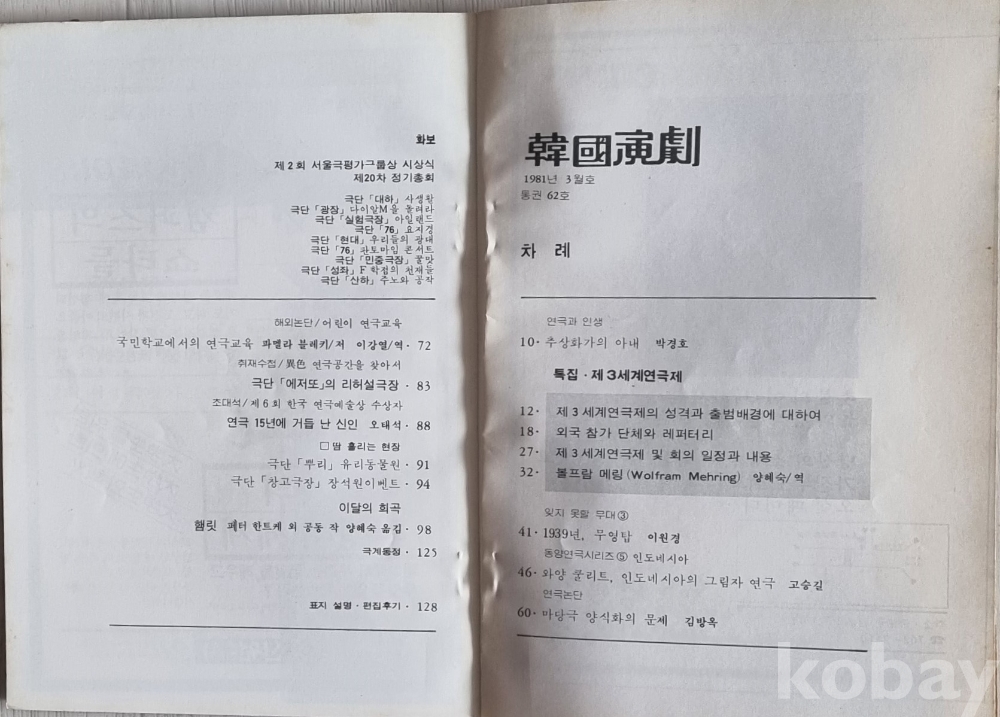 화보
제2회 서울극평가그룹상 시상식
제20차 정기총회
극단「대하」사생활
극단「광장」다이알M을 돌려라
극단「실험극장」아일랜드
극단「76」요지경
극단「현대」우리들의 광대
극단「76」판토마임 콘서트
극단「민중극장」꿀맛
극단「성좌」F학점의 천재들
극단「산하」주노와 공작
해외논단/어린이 연극교육
국민학교에서의 연극교육 콰멜라 블레키/저 이강열/역·72
취재수첩/異色 연극공간을 찾아서
극단「에저또」의 리허설극장·83
조대석/제6회 한국 연극예술상 수상자
연극 15년에 거듭 난 신인 오태석·88
□땀 흘리는 현장
극단「뿌리」유리동물원·91
극단「창고극장」장석원이벤트·94
이달의 희곡
햄릿 페터 한트케 외 공동 작 양혜숙 옮김·98
극계동정·125
표지 설명·편집후기·128
韓國演劇
1981년 3월호
통권 62호
차 례
연극과 인생
10·추상화가의 아내 박경호
특집·제3세계연극제
12· 제3세계연극제의 성격과 출범배경에 대하여
18· 외국 참가 단체와 레퍼터리
27· 제3세계연극제 및 회의 일정과 내용
32· 볼프람 메링(Wolfram Mehring) 양혜숙/역
잊지 못할 무대③
41·1939년, 무영탑 이원경
동양연극시리즈⑤ 인도네시아
46·와양 쿨리트, 인도네시아의 그림자 연극 고승길
연극논단
60·마당극 양식화의 문제 김방옥
kobay